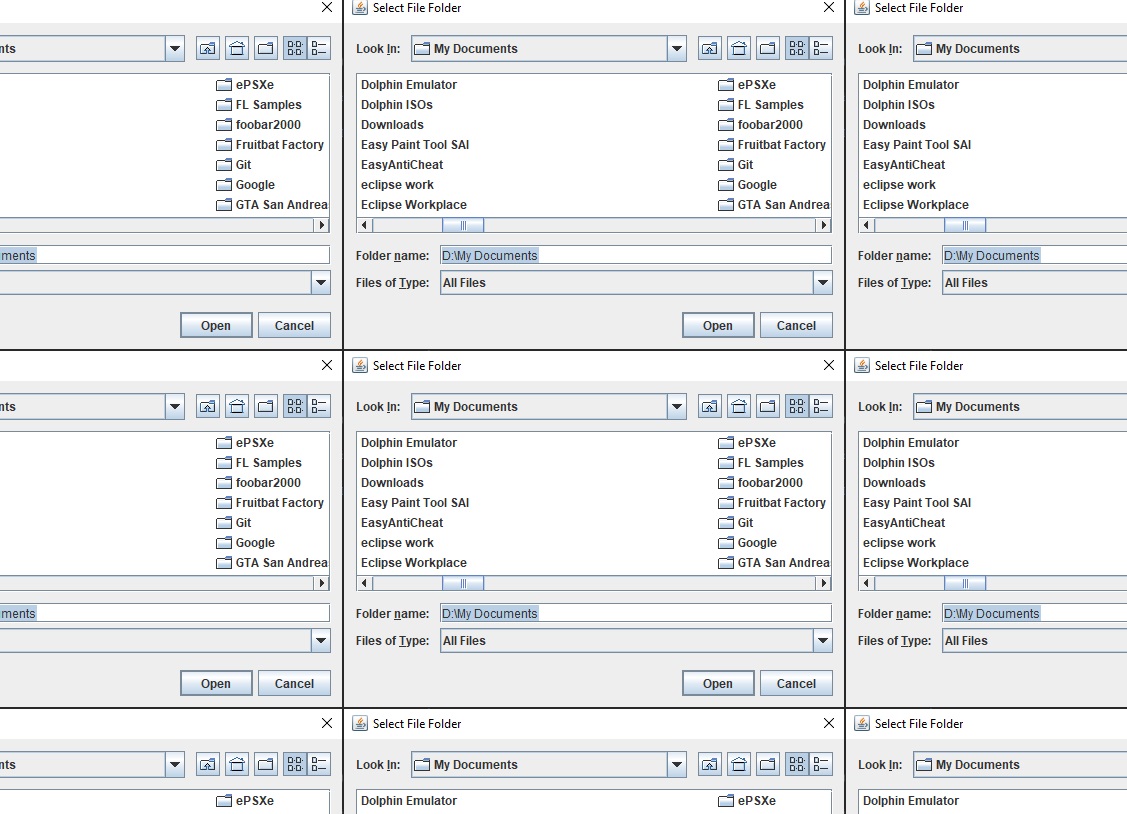 nts
ePSXe
FL Samples
foobar2000
Fruitbat Factory
Git
Google
GTA San Andrea
ments
Open Cancel
Select File Folder
Look In: My Documents
Dolphin Emulator ePSXe
Dolphin ISOs FL Samples
Downloads foobar2000
Easy Paint Tool SAI Fruitbat Factory
EasyAntiCheat Git
eclipse work Google
Eclipse Workplace GTA San Andrea
Folder name: D:\My Documents
Files of Type: All Files
Open Cancel
Select File Folder
Look In: My Documents
Dolphin Emulator
Dolphin ISOs
Downloads
Easy Paint Tool SAI
EasyAntiCheat
eclipse work
Eclipse Workplace
Folder name: D:\My Documents
Files of Type: All Files
nts
ePSXe
FL Samples
foobar2000
Fruitbat Factory
Git
Google
GTA San Andrea
ments
Open Cancel
Select File Folder
Look In: My Documents
Dolphin Emulator ePSXe
Dolphin ISOs FL Samples
Downloads foobar2000
Easy Paint Tool SAI Fruitbat Factory
EasyAntiCheat Git
eclipse work Google
Eclipse Workplace GTA San Andrea
Folder name: D:\My Documents
Files of Type: All Files
Open Cancel
Select File Folder
Look In: My Documents
Dolphin Emulator
Dolphin ISOs
Downloads
Easy Paint Tool SAI
EasyAntiCheat
eclipse work
Eclipse Workplace
Folder name: D:\My Documents
Files of Type: All Files
nts
ePSXe
Select File Folder
Look In: My Documents
Dolphin Emulator ePSXe
Select File Folder
Look In: My Documents
Dolphin Emulator